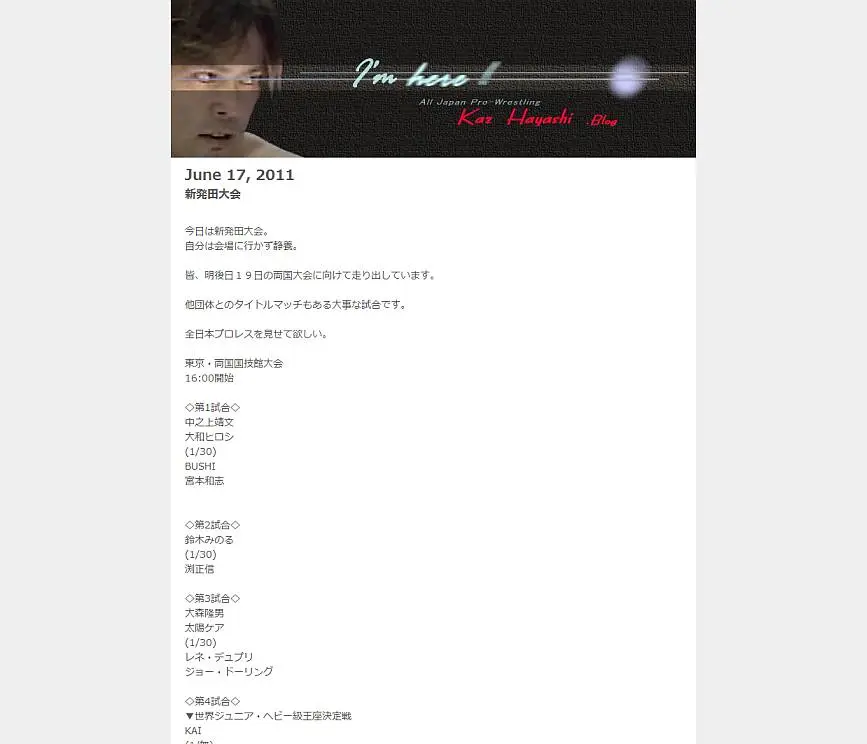 I'm here !!
All Japan Pro-Wrestling
Kaz Hayashi .Blog
June 17, 2011
新発田大会
今日は新発田大会。
自分は会場に行かず静養。
皆、明後日１９日の両国大会に向けて走り出しています。
他団体とのタイトルマッチもある大事な試合です。
全日本プロレスを見せて欲しい。
東京・両国国技館大会
16:00開始
◇第1試合◇
中之上靖文
大和ヒロシ
(1/30)
BUSHI
宮本和志
◇第2試合◇
鈴木みのる
(1/30)
渕正信
◇第3試合◇
大森隆男
太陽ケア
(1/30)
レネ・デュプリ
ジョー・ドーリング
◇第4試合◇
▼世界ジュニア・ヘビー級王座決定戦
KAI